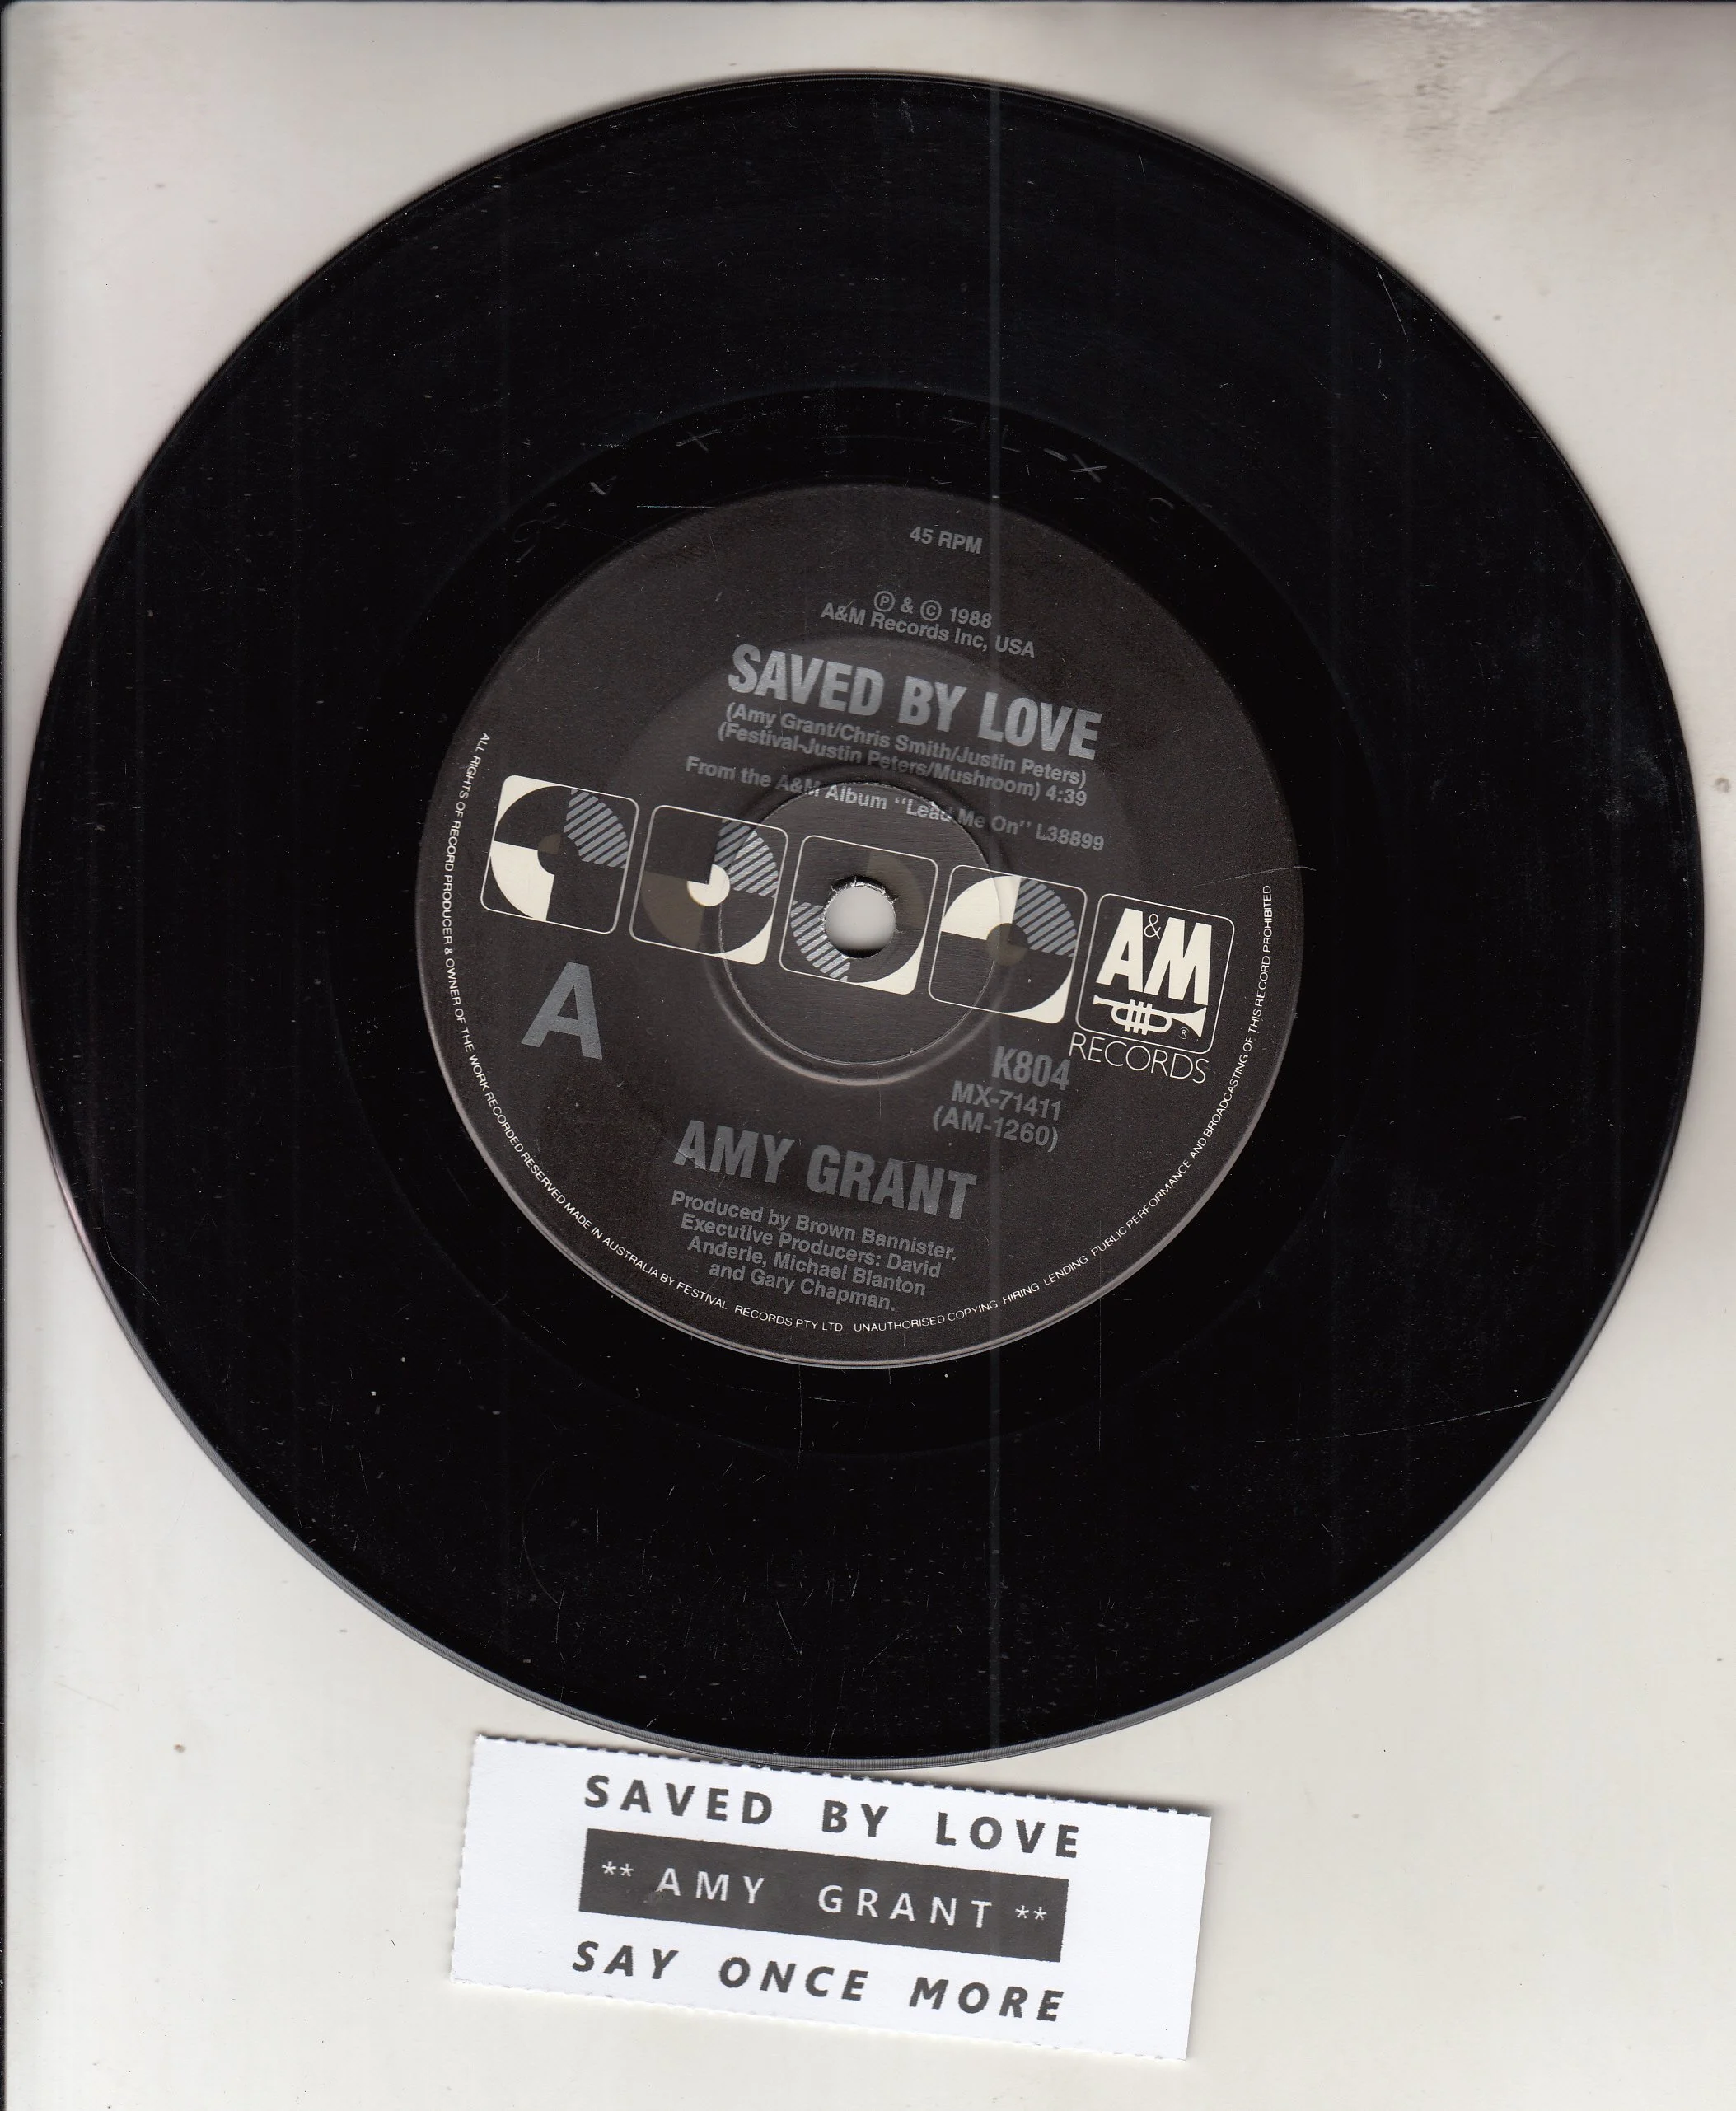 45 RPM
Ⓟ & © 1988
A&M Records Inc, USA
SAVED BY LOVE
(Amy Grant/Chris Smith/Justin Peters)
(Festival-Justin Peters/Mushroom) 4:39
From the A&M Album "Lead Me On" L38899
A&M
®
RECORDS
A
K804
MX-71411
(AM-1260)
AMY GRANT
Produced by Brown Bannister.
Executive Producers: David
Anderle, Michael Blanton
and Gary Chapman.
ALL RIGHTS OF RECORD PRODUCER & OWNER OF THE WORK RECORDED RESERVED MADE IN AUSTRALIA BY FESTIVAL RECORDS PTY LTD UNAUTHORISED COPYING HIRING LENDING PUBLIC PERFORMANCE AND BROADCASTING OF THIS RECORD PROHIBITED
SAVED BY LOVE
** AMY GRANT **
SAY ONCE MORE